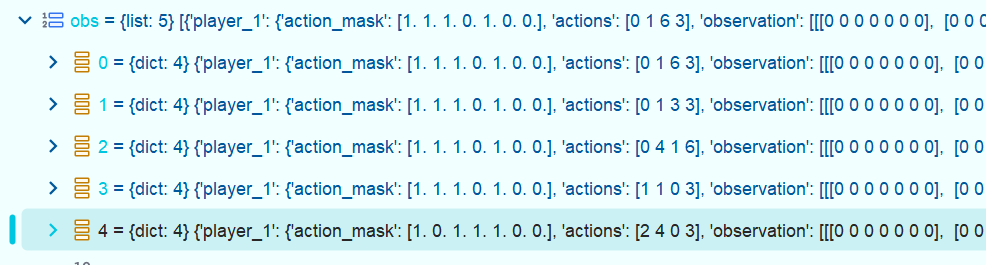 obs = {list: 5} [{'player_1': {'action_mask': [1. 1. 1. 0. 1. 0. 0.], 'actions': [0 1 6 3], 'observation': [[[0 0 0 0 0 0 0], [0 0 0
0 = {dict: 4} {'player_1': {'action_mask': [1. 1. 1. 0. 1. 0. 0.], 'actions': [0 1 6 3], 'observation': [[[0 0 0 0 0 0 0], [0 0
1 = {dict: 4} {'player_1': {'action_mask': [1. 1. 1. 0. 1. 0. 0.], 'actions': [0 1 3 3], 'observation': [[[0 0 0 0 0 0 0], [0 0
2 = {dict: 4} {'player_1': {'action_mask': [1. 1. 1. 0. 1. 0. 0.], 'actions': [0 4 1 6], 'observation': [[[0 0 0 0 0 0 0], [0 0
3 = {dict: 4} {'player_1': {'action_mask': [1. 1. 1. 0. 1. 0. 0.], 'actions': [1 1 0 3], 'observation': [[[0 0 0 0 0 0 0], [0 0
4 = {dict: 4} {'player_1': {'action_mask': [1. 0. 1. 1. 1. 0. 0.], 'actions': [2 4 0 3], 'observation': [[[0 0 0 0 0 0 0], [0 0